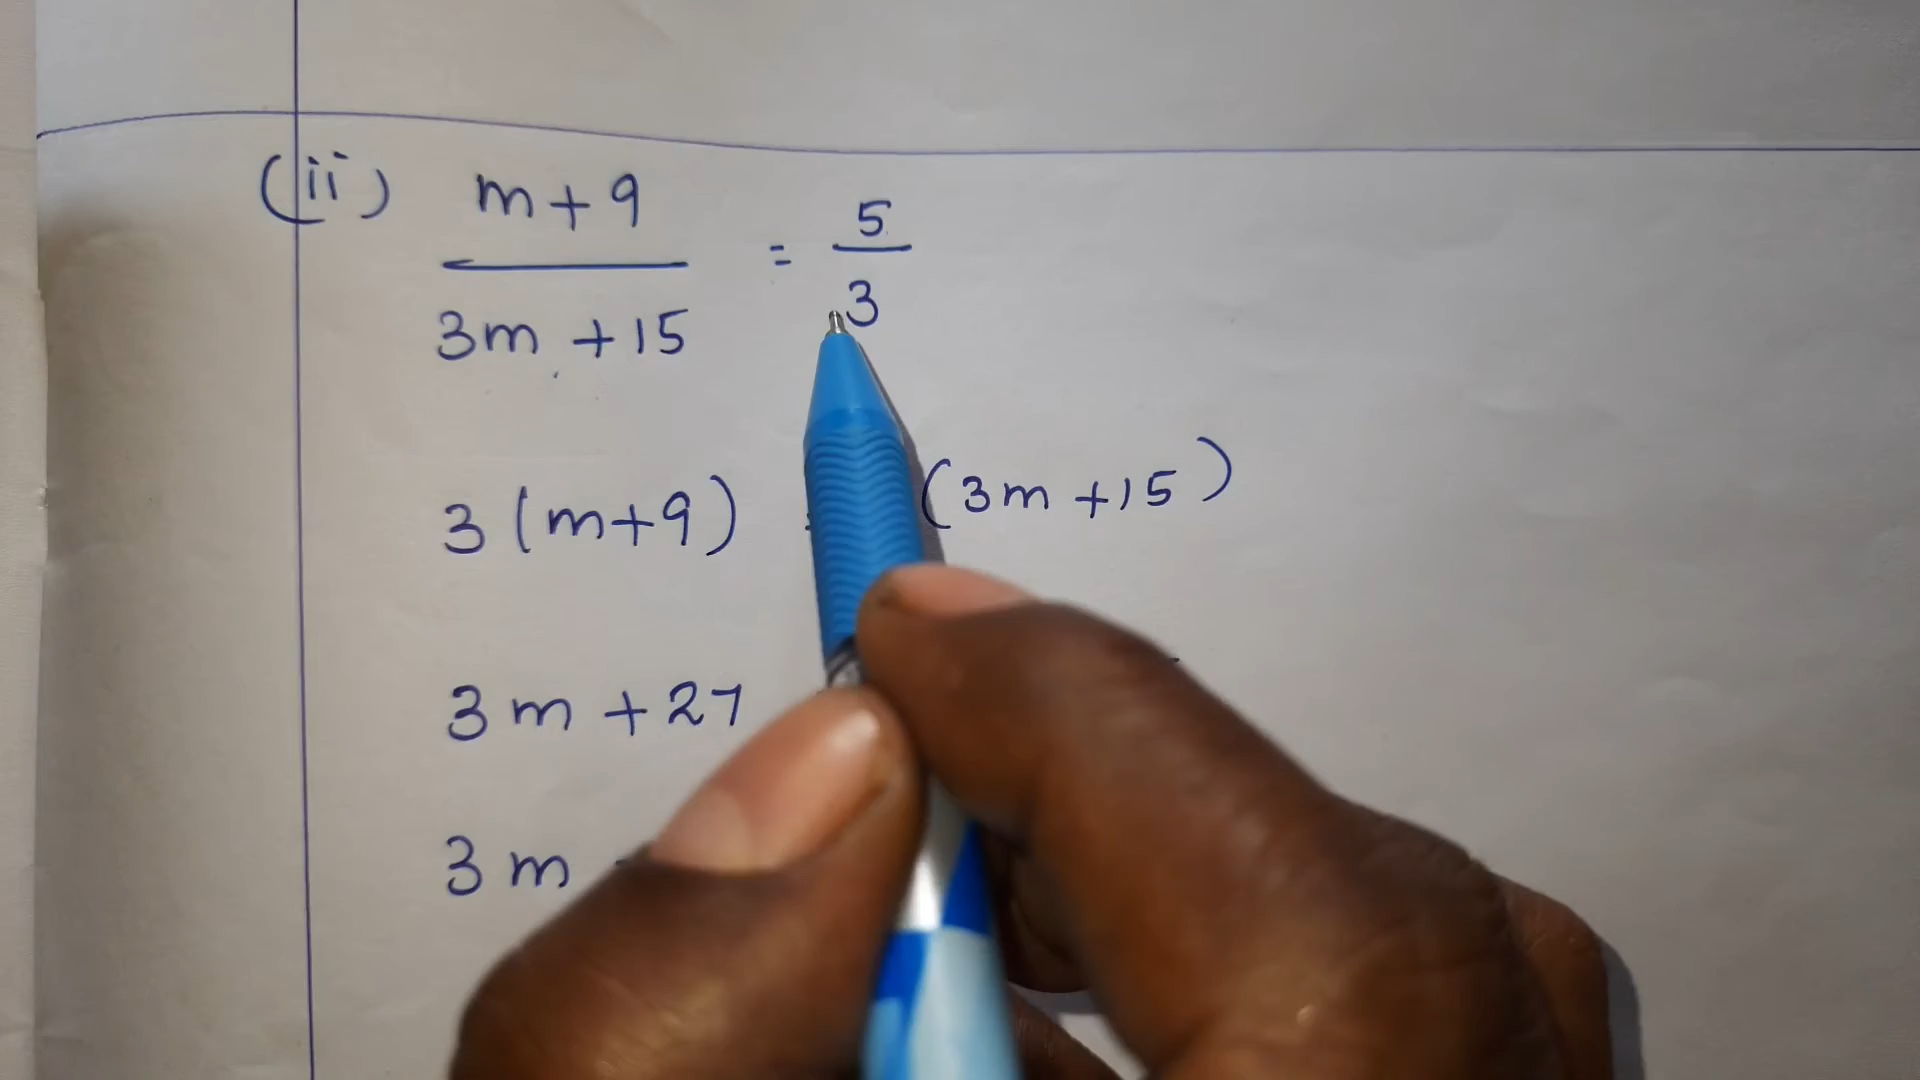 (ii) m+9 / 3m+15 = 5/3
3(m+9) (3m+15)
3m+27
3m